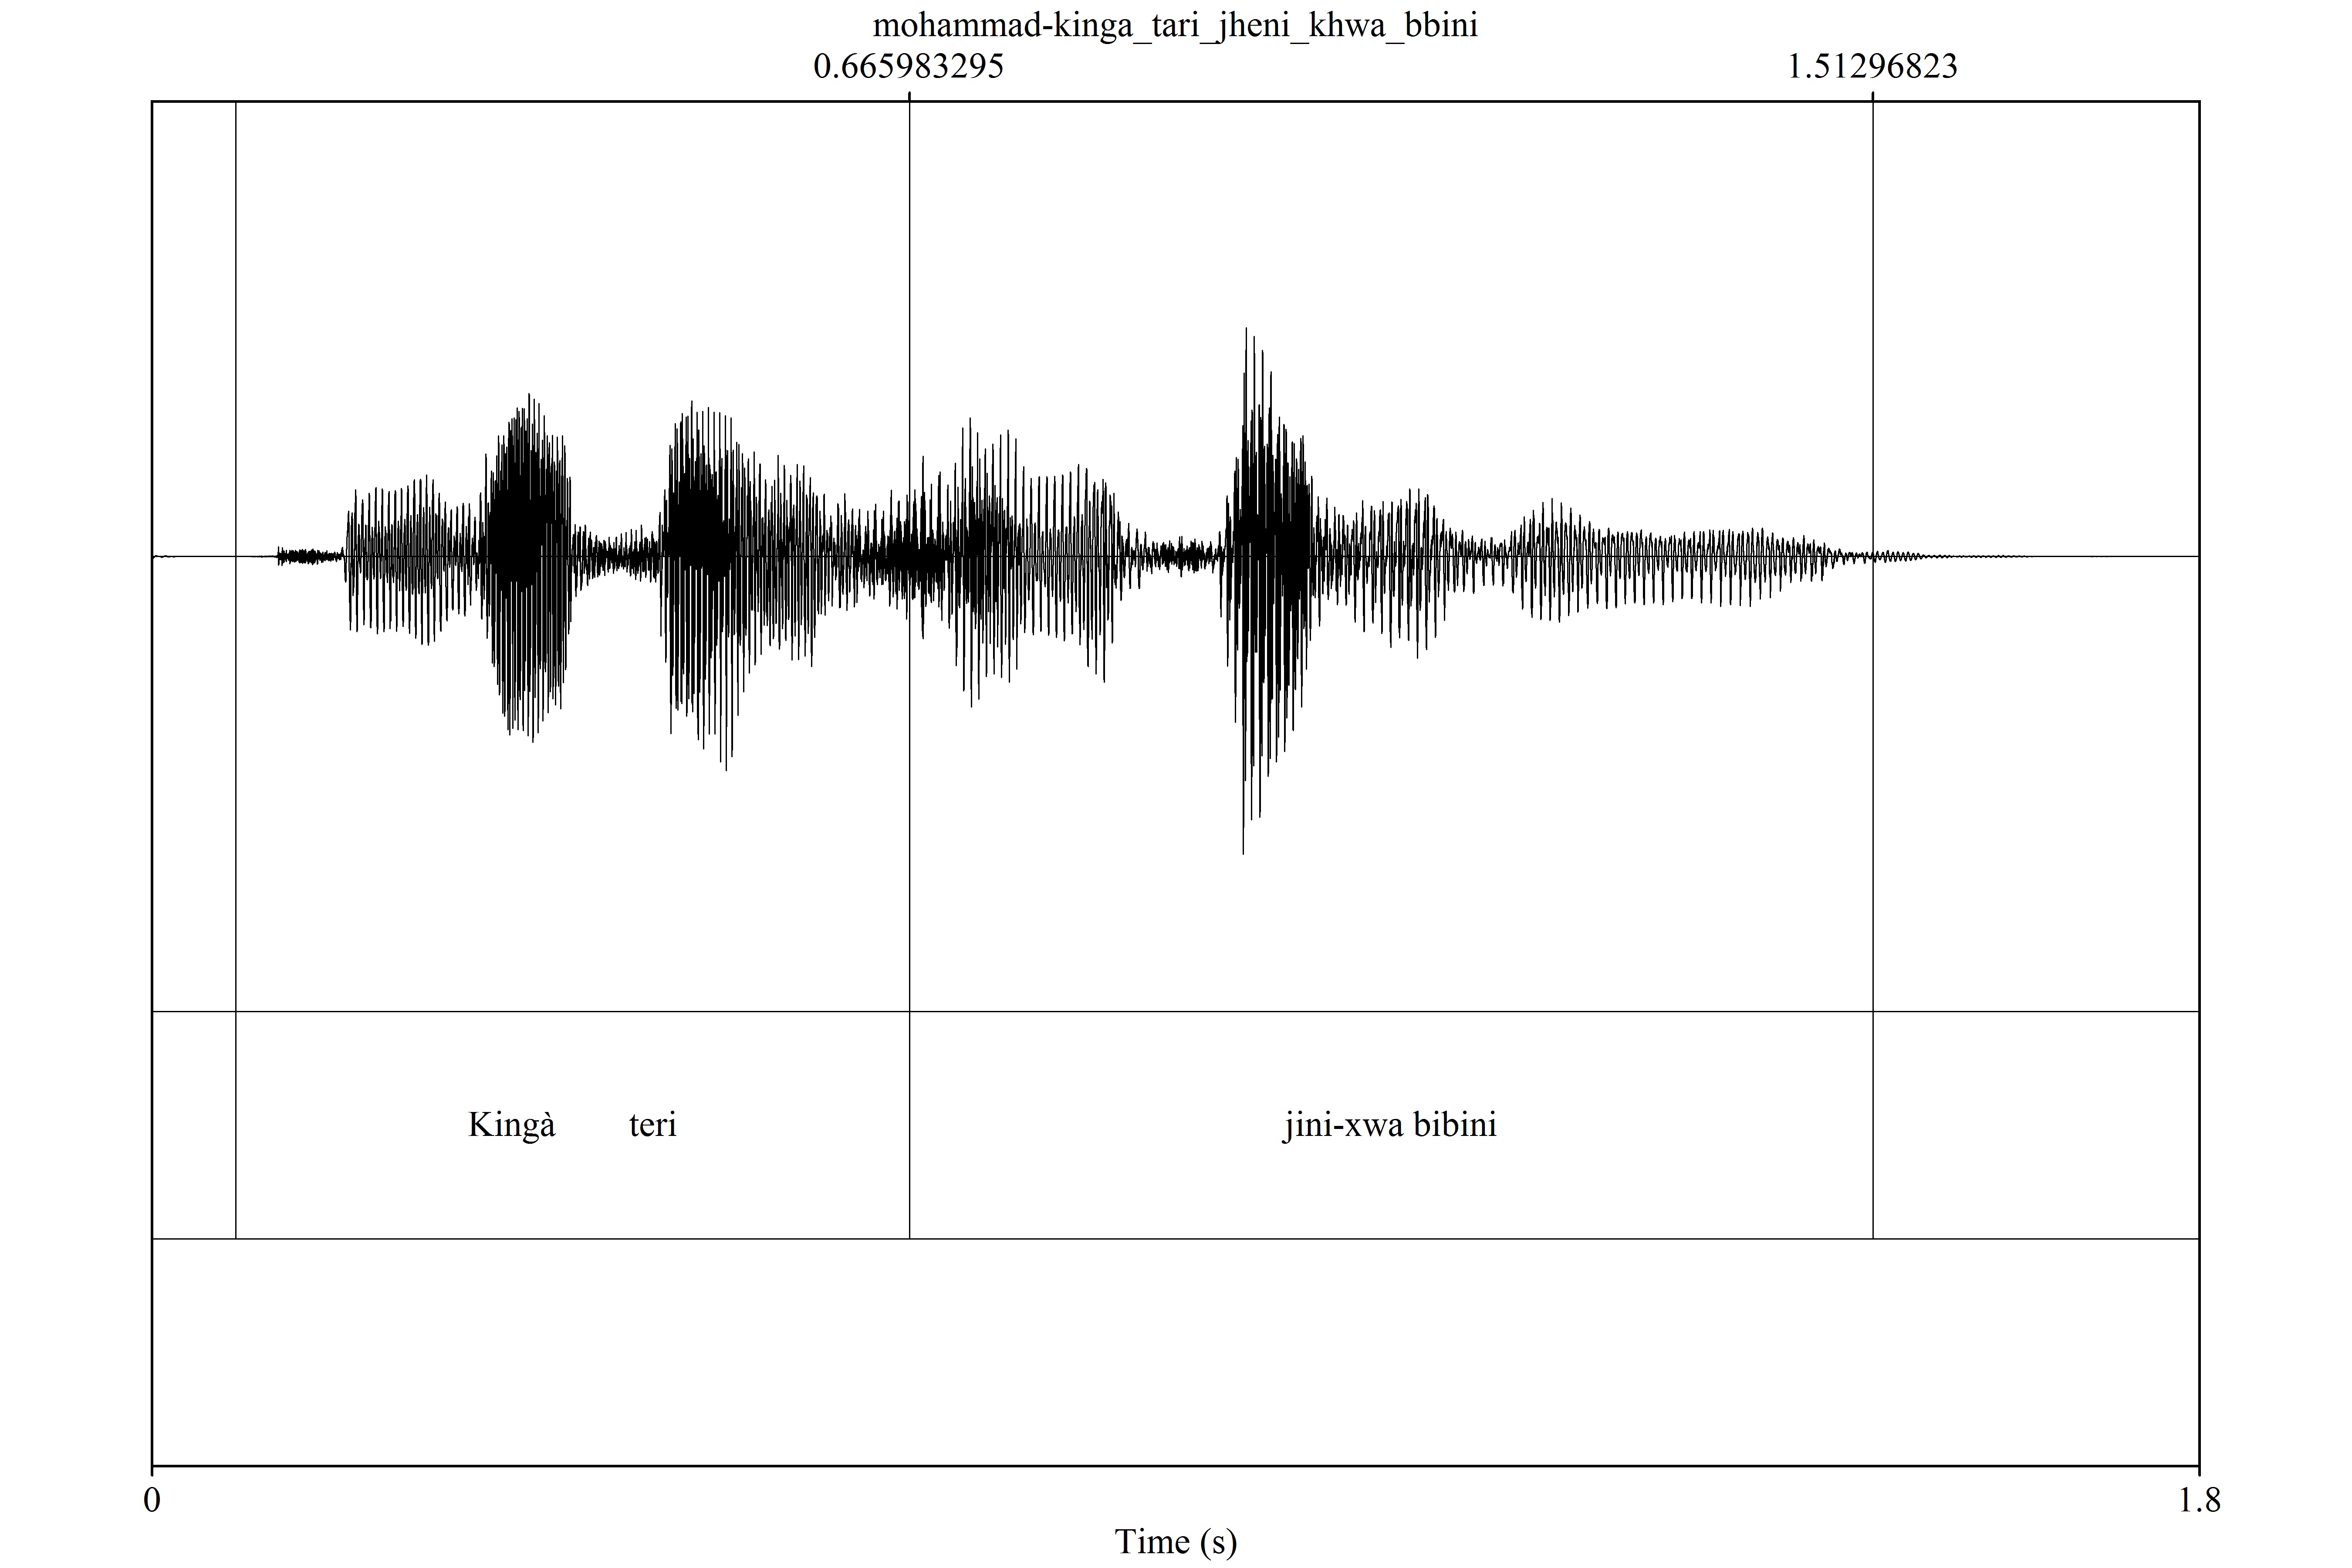 mohammad-kinga_tari_jheni_khwa_bbini
0.665983295 1.51296823
Kingà teri jini-xwa bibini
0 1.8
Time (s)